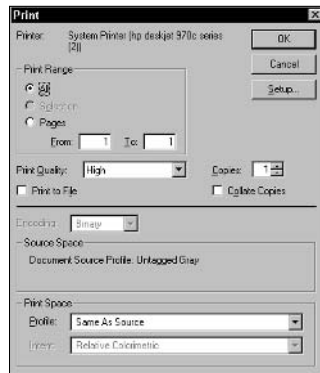 Print
Printer: System Printer (hp deskjet 970c series (2))
OK
Cancel
Setup...
Print Range
All
Selection
Pages
From: 1 To: 1
Print Quality: High Copies: 1
Print to File Collate Copies
Encoding: Binary
Source Space
Document Source Profile: Untagged Gray
Print Space
Profile: Same As Source
Intent: Relative Colorimetric